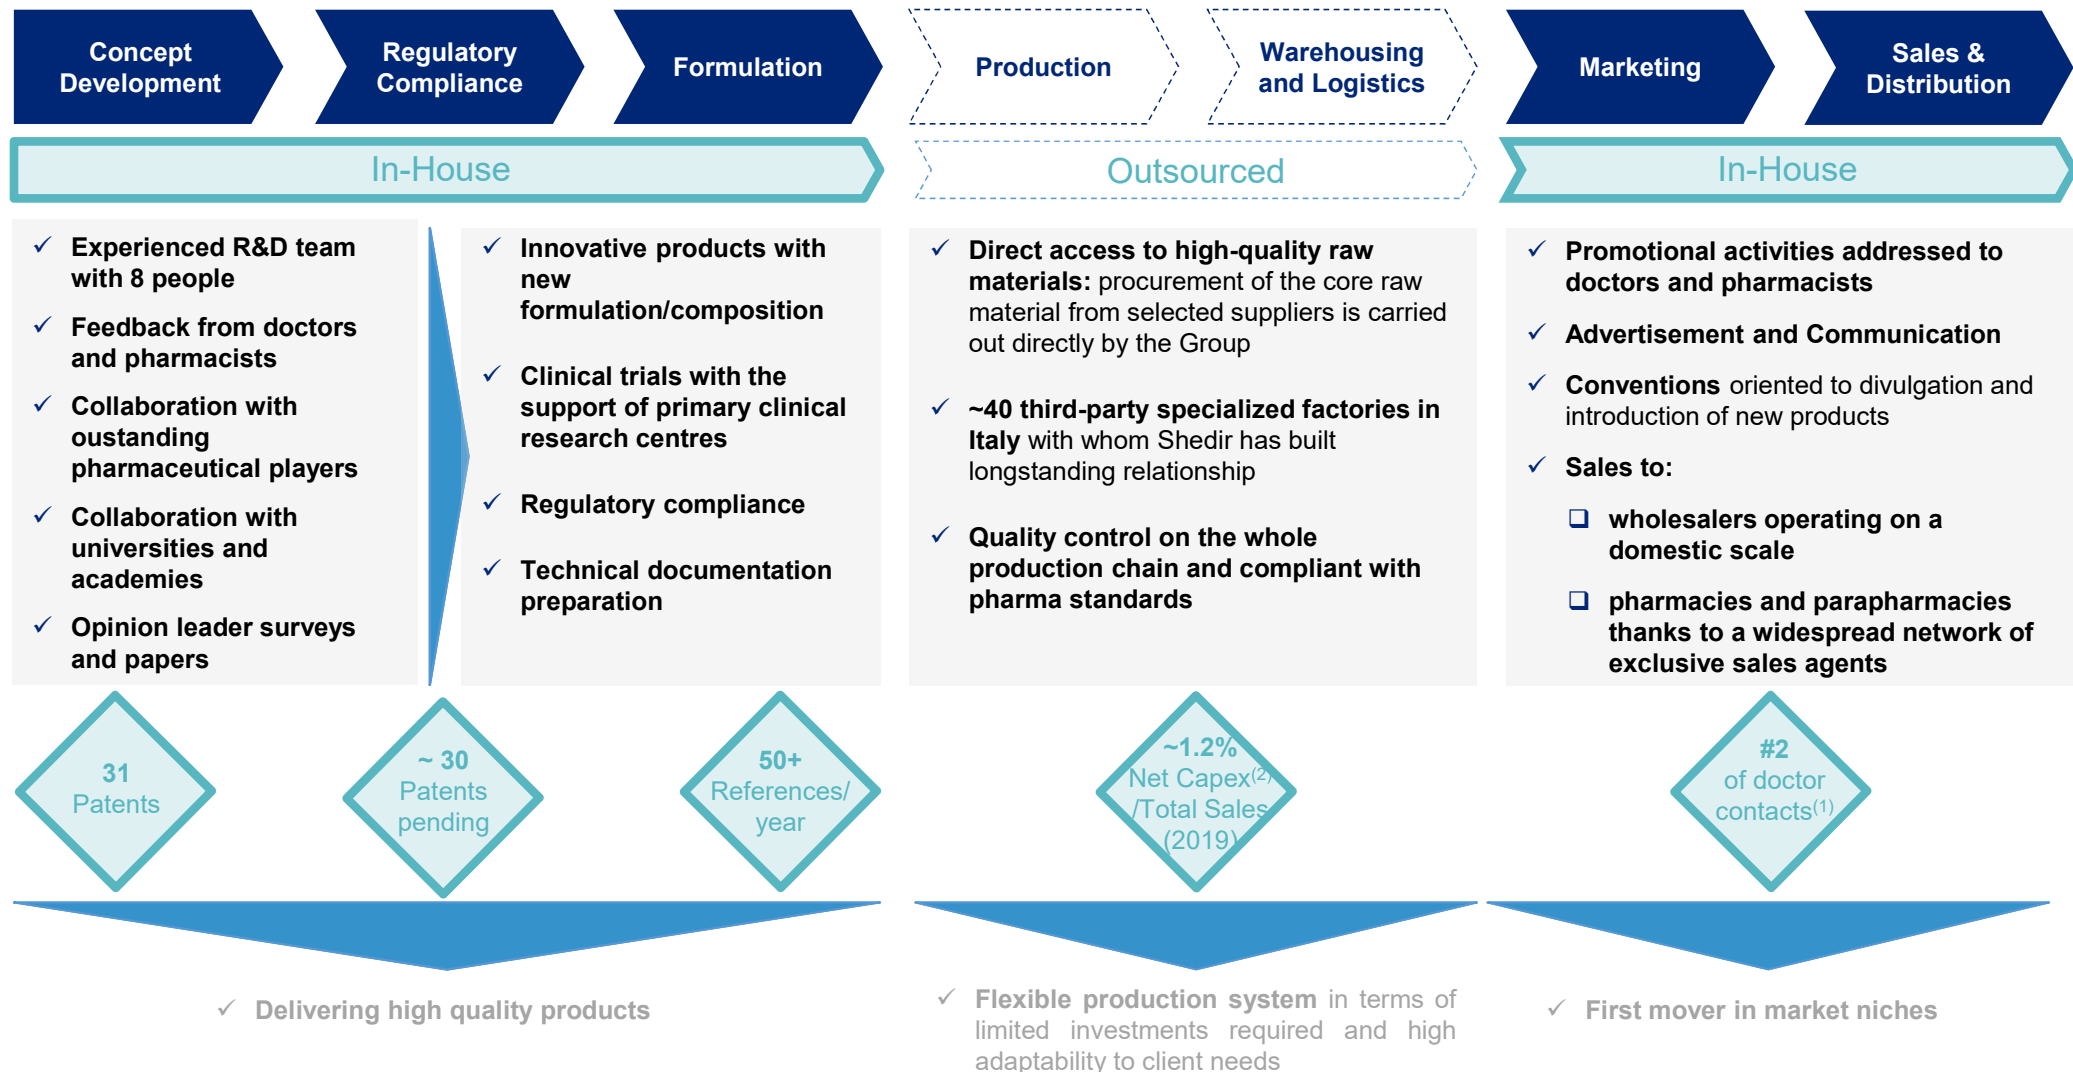 Concept
Development
Regulatory
Compliance
Formulation
Production
Warehousing
and Logistics
Marketing
Sales &
Distribution
In-House
Outsourced
In-House
✓ Experienced R&D team
with 8 people
✓ Feedback from doctors
and pharmacists
✓ Collaboration with
oustanding
pharmaceutical players
✓ Collaboration with
universities and
academies
✓ Opinion leader surveys
and papers
✓ Innovative products with
new
formulation/composition
✓ Clinical trials with the
support of primary clinical
research centres
✓ Regulatory compliance
✓ Technical documentation
preparation
✓ Direct access to high-quality raw
materials: procurement of the core raw
material from selected suppliers is carried
out directly by the Group
✓ ~40 third-party specialized factories in
Italy with whom Shedir has built
longstanding relationship
✓ Quality control on the whole
production chain and compliant with
pharma standards
✓ Promotional activities addressed to
doctors and pharmacists
✓ Advertisement and Communication
✓ Conventions oriented to divulgation and
introduction of new products
✓ Sales to:
❑ wholesalers operating on a
domestic scale
❑ pharmacies and parapharmacies
thanks to a widespread network of
exclusive sales agents
31
Patents
~ 30
Patents
pending
50+
References/
year
~1.2%
Net Capex(2)
/Total Sales
(2019)
#2
of doctor
contacts(1)
✓ Delivering high quality products
✓ Flexible production system in terms of
limited investments required and high
adaptability to client needs
✓ First mover in market niches